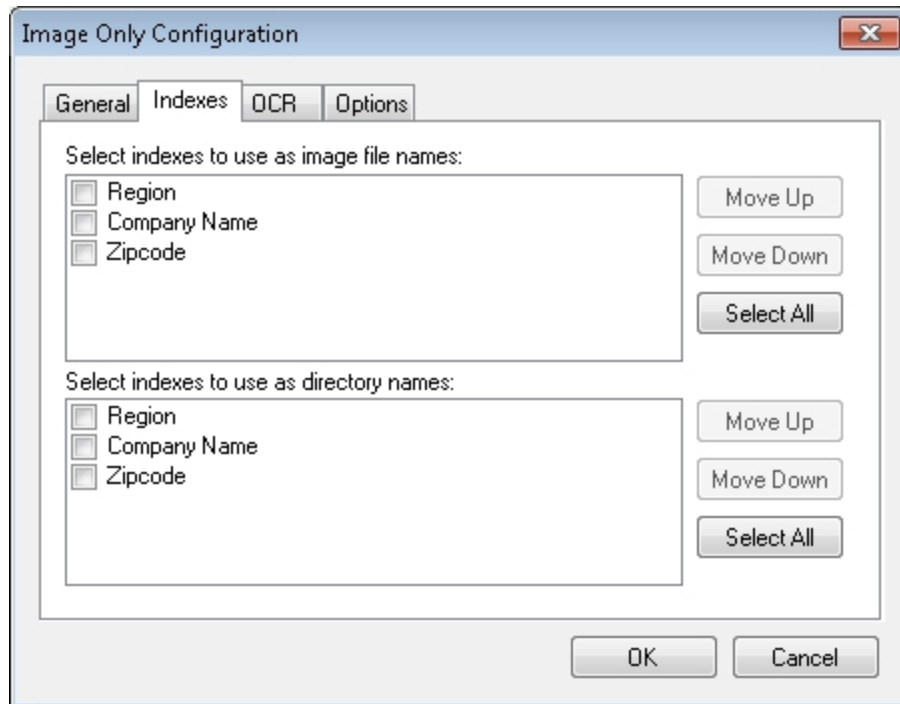 Image Only Configuration
General Indexes OCR Options
Select indexes to use as image file names:
Region
Company Name
Zipcode
Move Up
Move Down
Select All
Select indexes to use as directory names:
Region
Company Name
Zipcode
Move Up
Move Down
Select All
OK Cancel